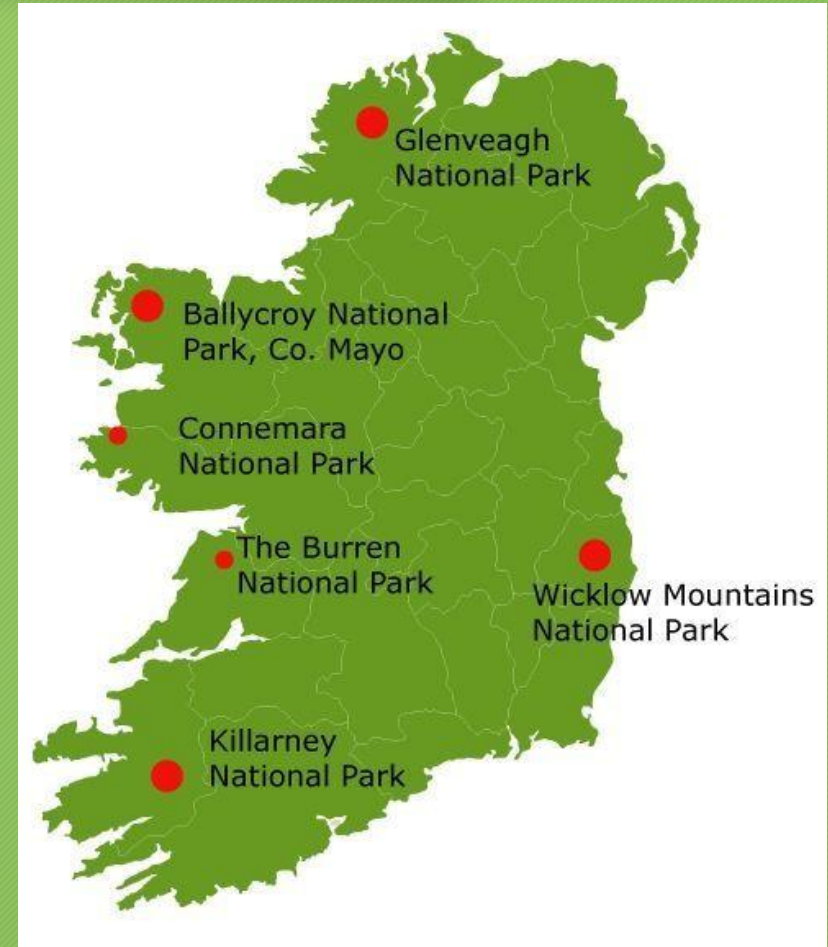 Glenveagh
National Park
Ballycroy National
Park, Co. Mayo
Connemara
National Park
The Burren
National Park
Wicklow Mountains
National Park
Killarney
National Park